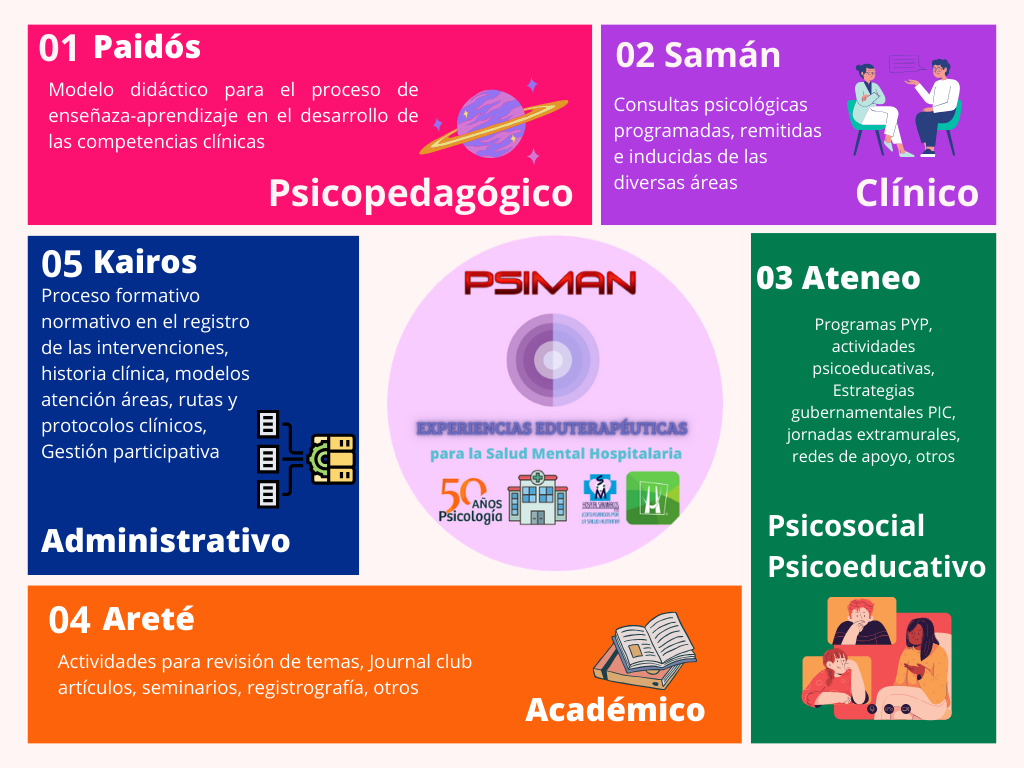 01 Paidós
Modelo didáctico para el proceso de
enseñaza-aprendizaje en el desarrollo de
las competencias clínicas
Psicopedagógico
02 Samán
Consultas psicológicas
programadas, remitidas
e inducidas de las
diversas áreas
Clínico
03 Ateneo
Programas PYP,
actividades
psicoeducativas,
Estrategias
gubernamentales PIC,
jornadas extramurales,
redes de apoyo, otros
Psicosocial
Psicoeducativo
04 Areté
Actividades para revisión de temas, Journal club
artículos, seminarios, registrografía, otros
Académico
05 Kairos
Proceso formativo
normativo en el registro
de las intervenciones,
historia clínica, modelos
atención áreas, rutas y
protocolos clínicos,
Gestión participativa
Administrativo
PSIMAN
EXPERIENCIAS EDUTERAPÉUTICAS
para la Salud Mental Hospitalaria
50 AÑOS
Psicología
S
M